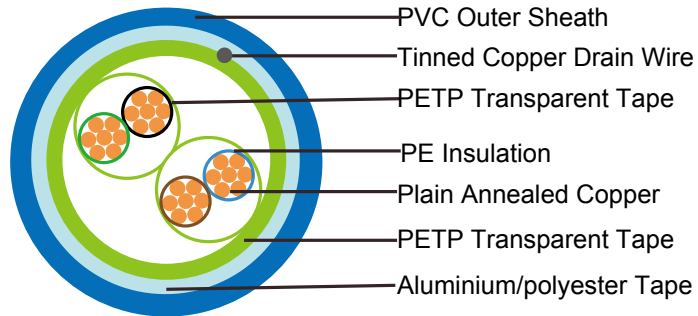 PVC Outer Sheath
Tinned Copper Drain Wire
PETP Transparent Tape
PE Insulation
Plain Annealed Copper
PETP Transparent Tape
Aluminium/polyester Tape